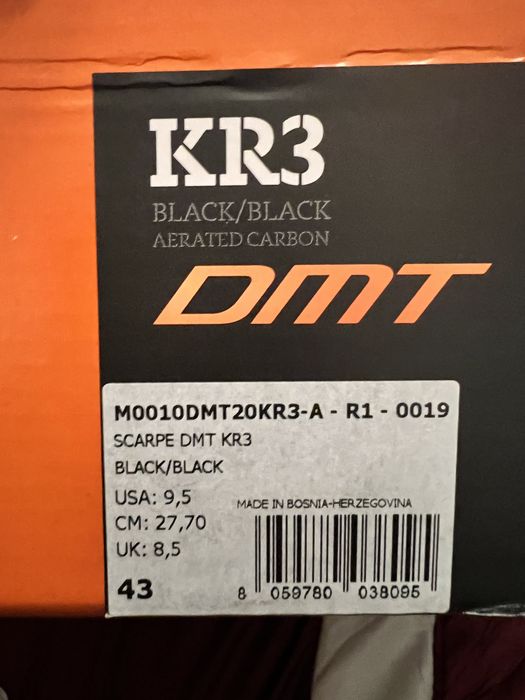 KR3
BLACK/BLACK
AERATED CARBON
DMT
M0010DMT20KR3-A - R1 - 0019
SCARPE DMT KR3
BLACK/BLACK
USA: 9,5
MADE IN BOSNIA-HERZEGOVINA
CM: 27,70
UK: 8,5
43
8 059780 038095